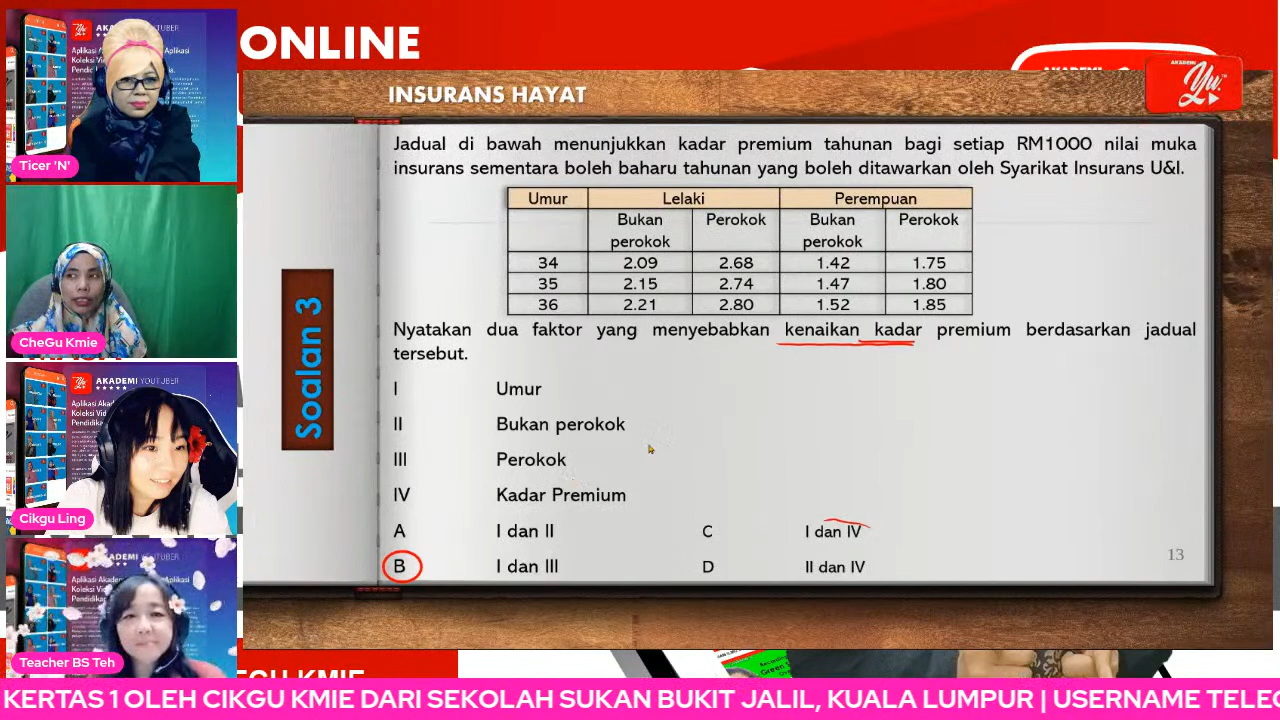 ONLINE
AKADEMI
Yu
INSURANS HAYAT
Jadual di bawah menunjukkan kadar premium tahunan bagi setiap RM1000 nilai muka
insurans sementara boleh baharu tahunan yang boleh ditawarkan oleh Syarikat Insurans U&I.
Umur Lelaki Perempuan
Bukan perokok Perokok Bukan perokok Perokok
34 2.09 2.68 1.42 1.75
35 2.15 2.74 1.47 1.80
36 2.21 2.80 1.52 1.85
Soalan 3
Nyatakan dua faktor yang menyebabkan kenaikan kadar premium berdasarkan jadual
tersebut.
I Umur
II Bukan perokok
III Perokok
IV Kadar Premium
A I dan II C I dan IV
B I dan III D II dan IV
13
Ticer 'N'
CheGu Kmie
AKADEMI YOUTUBER
Cikgu Ling
Teacher BS Teh
KERTAS 1 OLEH CIKGU KMIE DARI SEKOLAH SUKAN BUKIT JALIL, KUALA LUMPUR | USERNAME TELEG